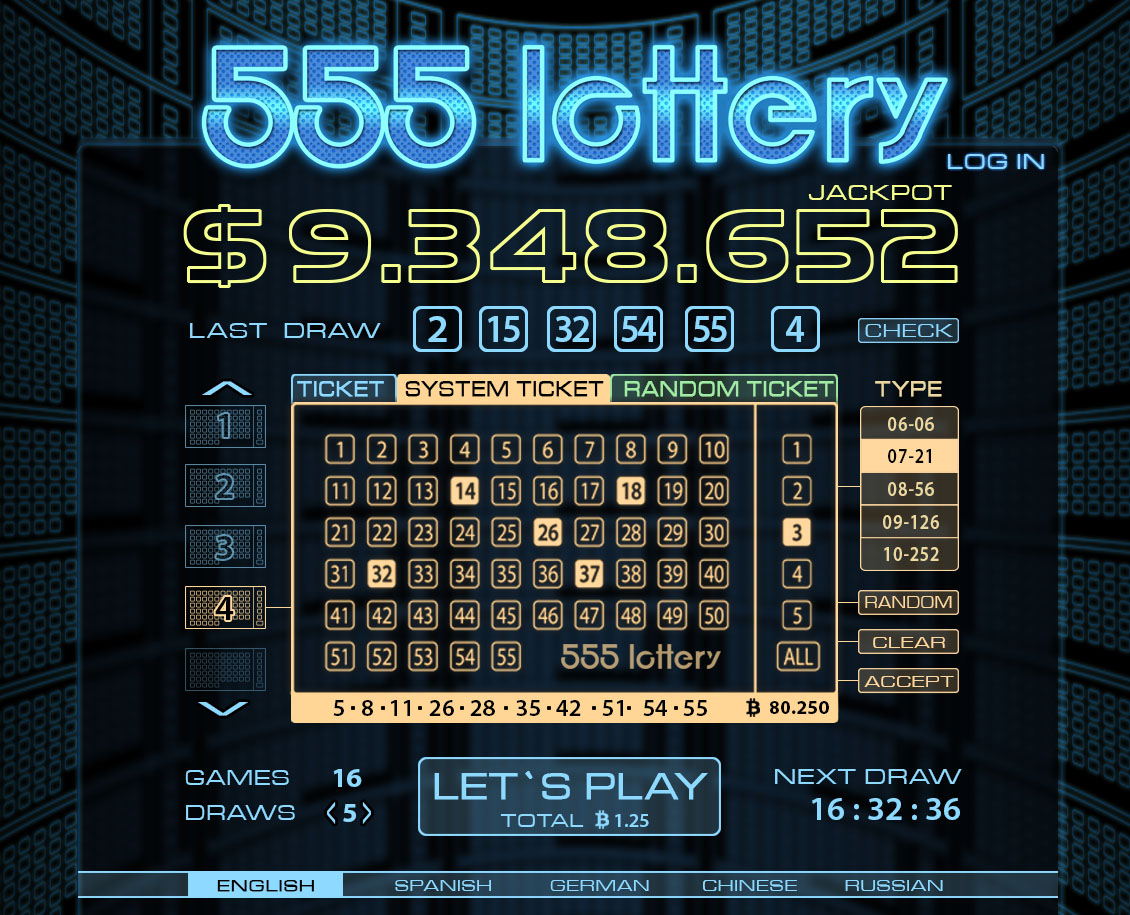 555 lottery
LOG IN
JACKPOT
$ 9.348.652
LAST DRAW 2 15 32 54 55 4 CHECK
TICKET SYSTEM TICKET RANDOM TICKET TYPE
1
2
3
4
1 2 3 4 5 6 7 8 9 10 1
11 12 13 14 15 16 17 18 19 20 2
21 22 23 24 25 26 27 28 29 30 3
31 32 33 34 35 36 37 38 39 40 4
41 42 43 44 45 46 47 48 49 50 5
51 52 53 54 55 555 lottery ALL
5 · 8 · 11 · 26 · 28 · 35 · 42 · 51 · 54 · 55 ₿ 80.250
06-06
07-21
08-56
09-126
10-252
RANDOM
CLEAR
ACCEPT
GAMES 16
DRAWS ‹5›
LET`S PLAY
TOTAL ₿ 1.25
NEXT DRAW
16 : 32 : 36
ENGLISH SPANISH GERMAN CHINESE RUSSIAN